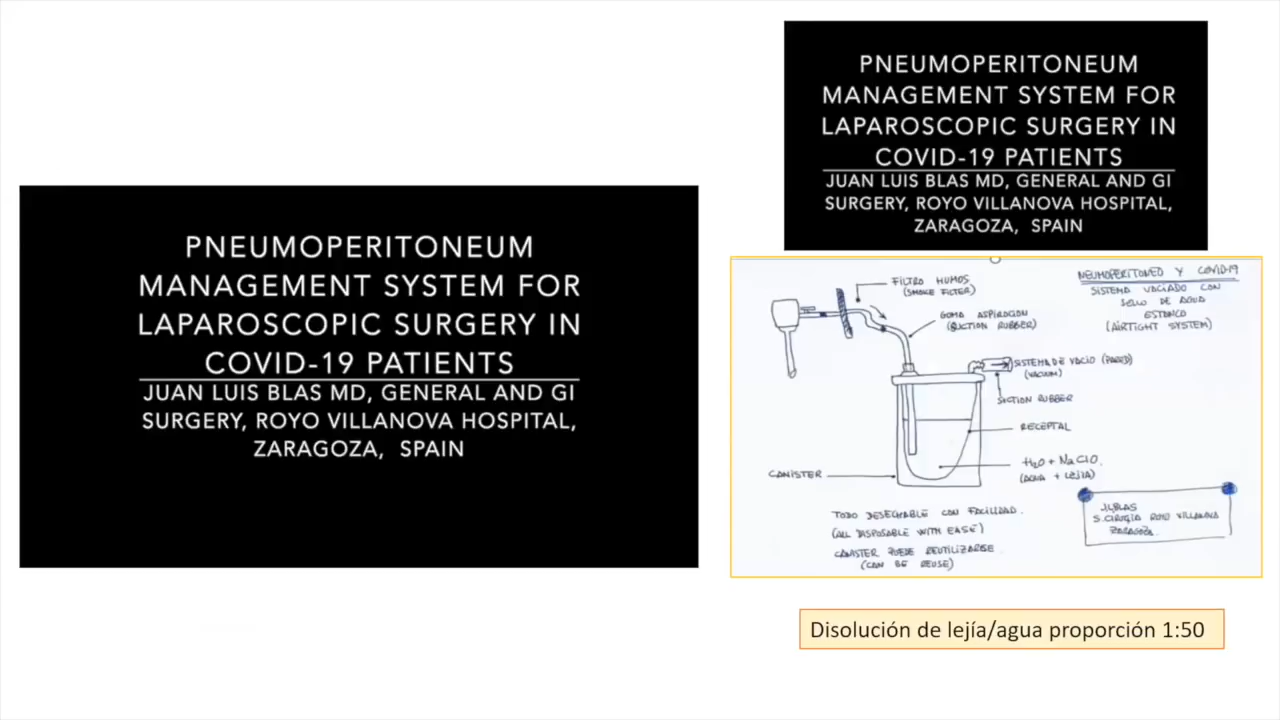 PNEUMOPERITONEUM
MANAGEMENT SYSTEM FOR
LAPAROSCOPIC SURGERY IN
COVID-19 PATIENTS
JUAN LUIS BLAS MD, GENERAL AND GI
SURGERY, ROYO VILLANOVA HOSPITAL,
ZARAGOZA, SPAIN
PNEUMOPERITONEUM
MANAGEMENT SYSTEM FOR
LAPAROSCOPIC SURGERY IN
COVID-19 PATIENTS
JUAN LUIS BLAS MD, GENERAL AND GI
SURGERY, ROYO VILLANOVA HOSPITAL,
ZARAGOZA, SPAIN
NEUMOPERITONEO Y COVID-19
SISTEMA VACIADO CON
SELLO DE AGUA
ESTANCO
(AIRTIGHT SYSTEM)
FILTRO HUMOS
(SMOKE FILTER)
GOMA ASPIRACION
(SUCTION RUBBER)
SISTEMA DE VACIO (PARED)
(VACUUM)
SUCTION RUBBER
RECEPTAL
H2O + NaClO.
(AGUA + LEJIA)
CANISTER
TODO DESECHABLE CON FACILIDAD.
(ALL DISPOSABLE WITH EASE)
CANISTER PUEDE REUTILIZARSE
(CAN BE REUSE)
J.L.BLAS
S. CIRUGIA ROYO VILLANOVA
ZARAGOZA.
Disolución de lejía/agua proporción 1:50